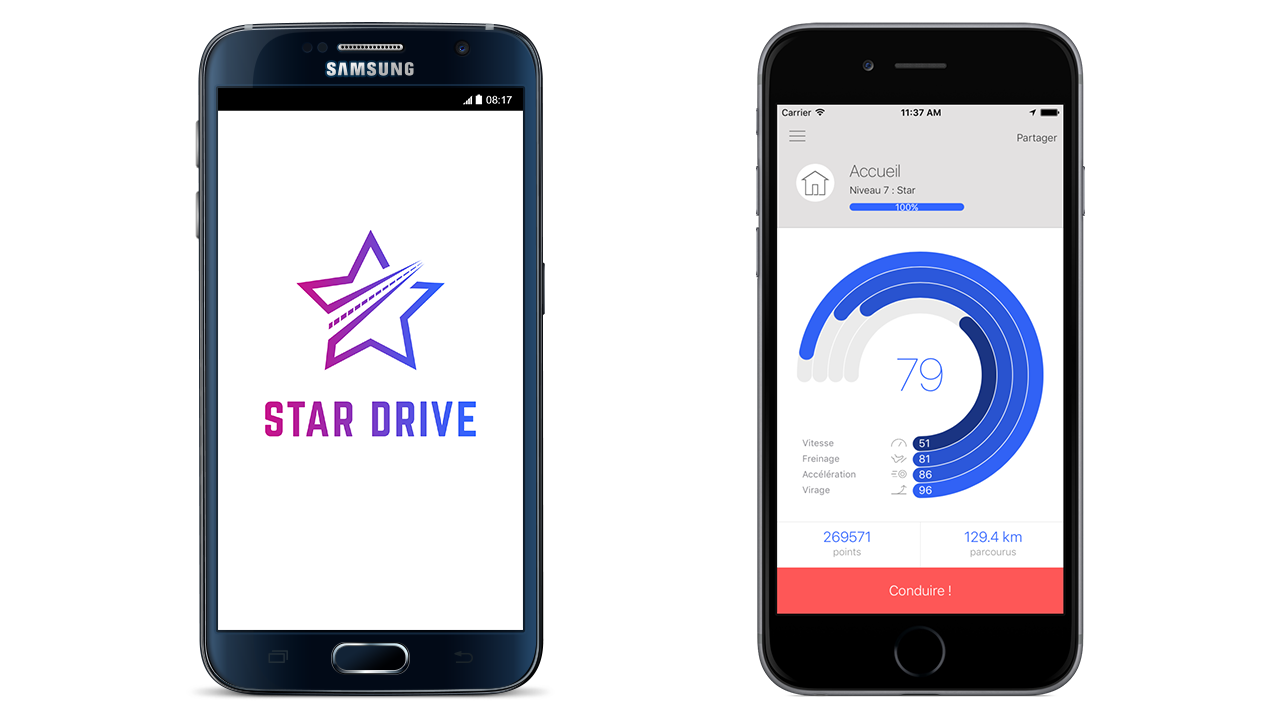 SAMSUNG
08:17
STAR DRIVE
Carrier
11:37 AM
Partager
Accueil
Niveau 7 : Star
100%
79
Vitesse 51
Freinage 81
Accélération 86
Virage 96
269571
points
129.4 km
parcourus
Conduire !